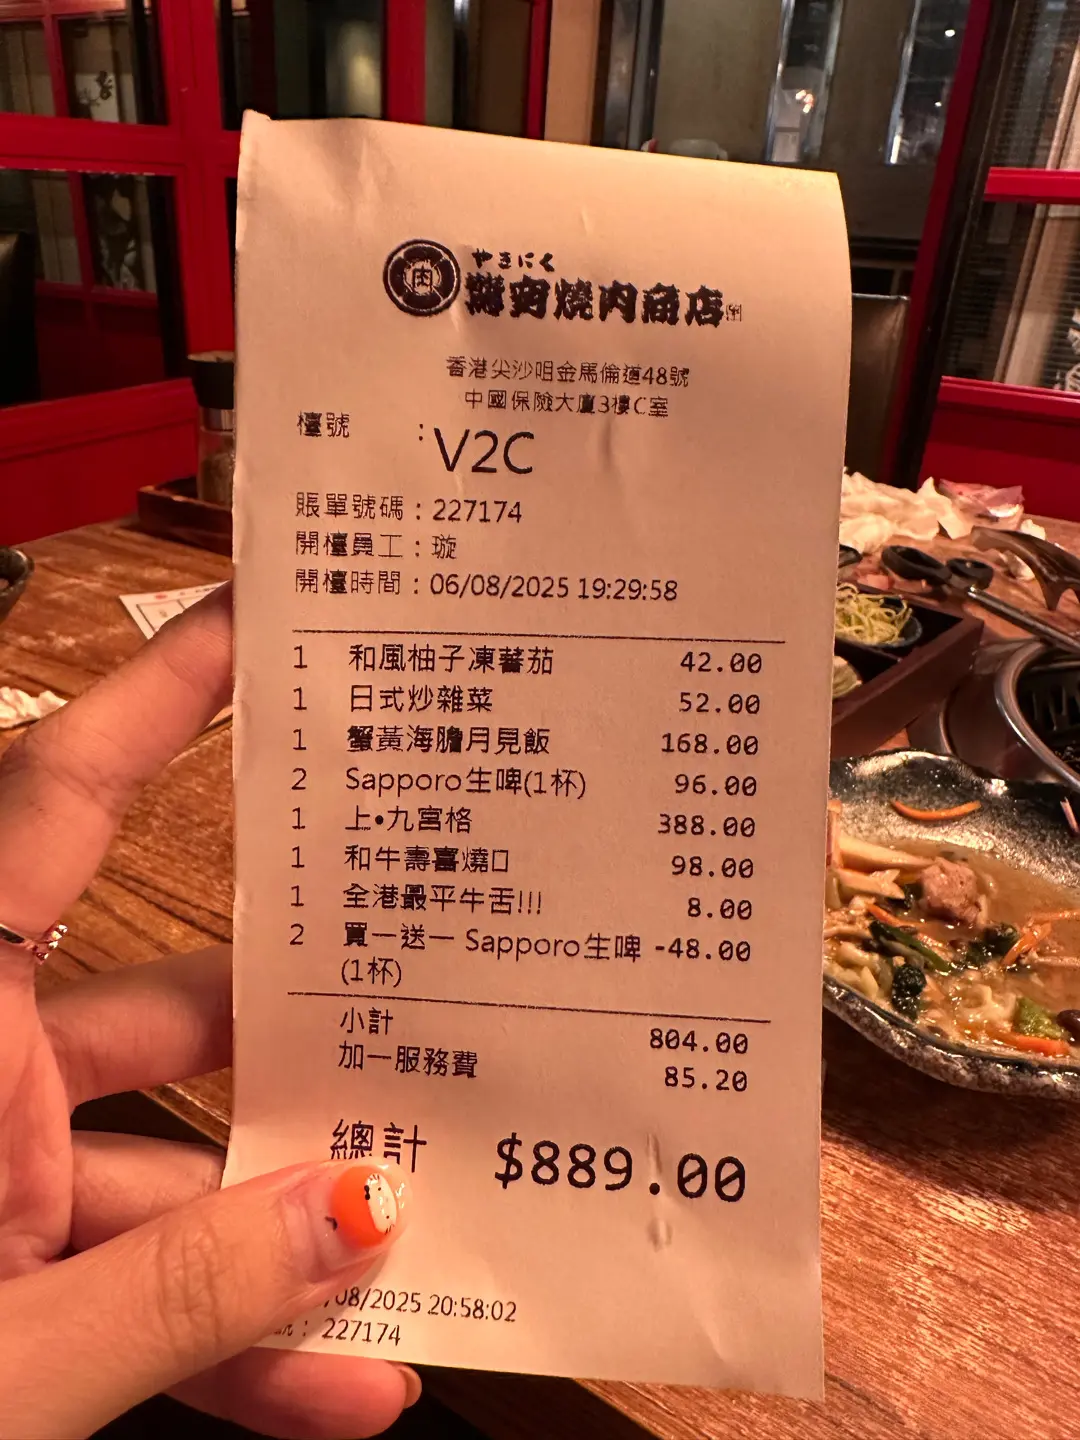 肉
やきにく
燒肉商店
香港尖沙咀金馬倫道48號
中國保險大廈3樓C室
檯號 : V2C
賬單號碼 : 227174
開檯員工 : 璇
開檯時間 : 06/08/2025 19:29:58
1 和風柚子凍蕃茄 42.00
1 日式炒雜菜 52.00
1 蟹黃海膽月見飯 168.00
2 Sapporo生啤(1杯) 96.00
1 上•九宮格 388.00
1 和牛壽喜燒□ 98.00
1 全港最平牛舌!!! 8.00
2 買一送一 Sapporo生啤 -48.00
(1杯)
小計 804.00
加一服務費 85.20
總計 $889.00
/08/2025 20:58:02
: 227174